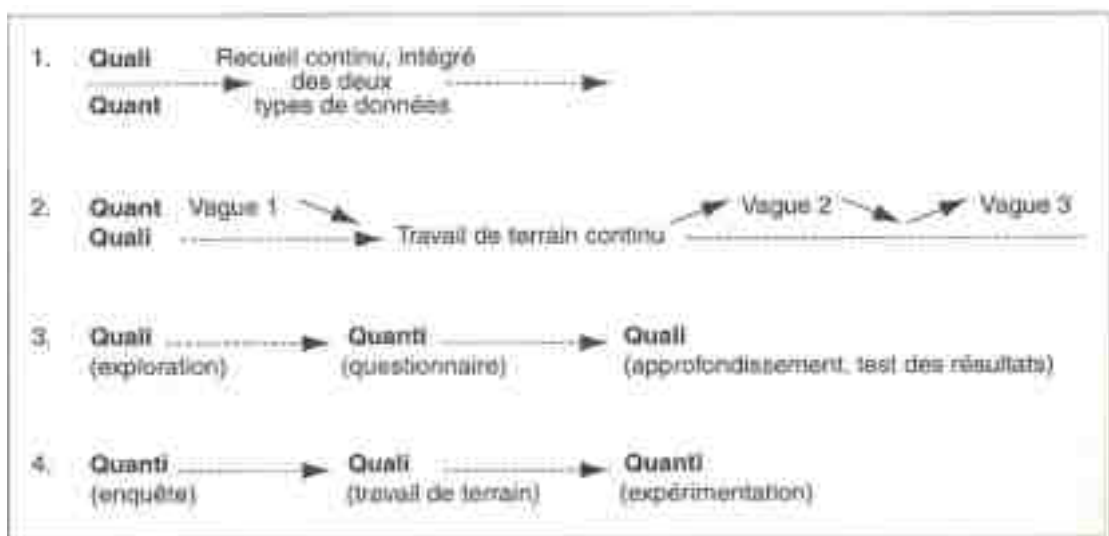 1. Quali Recueil continu, intégré
des deux
Quant types de données
2. Quant Vague 1 Vague 2 Vague 3
Quali Travail de terrain continu
3. Quali Quanti Quali
(exploration) (questionnaire) (approfondissement, test des résultats)
4. Quanti Quali Quanti
(enquête) (travail de terrain) (expérimentation)